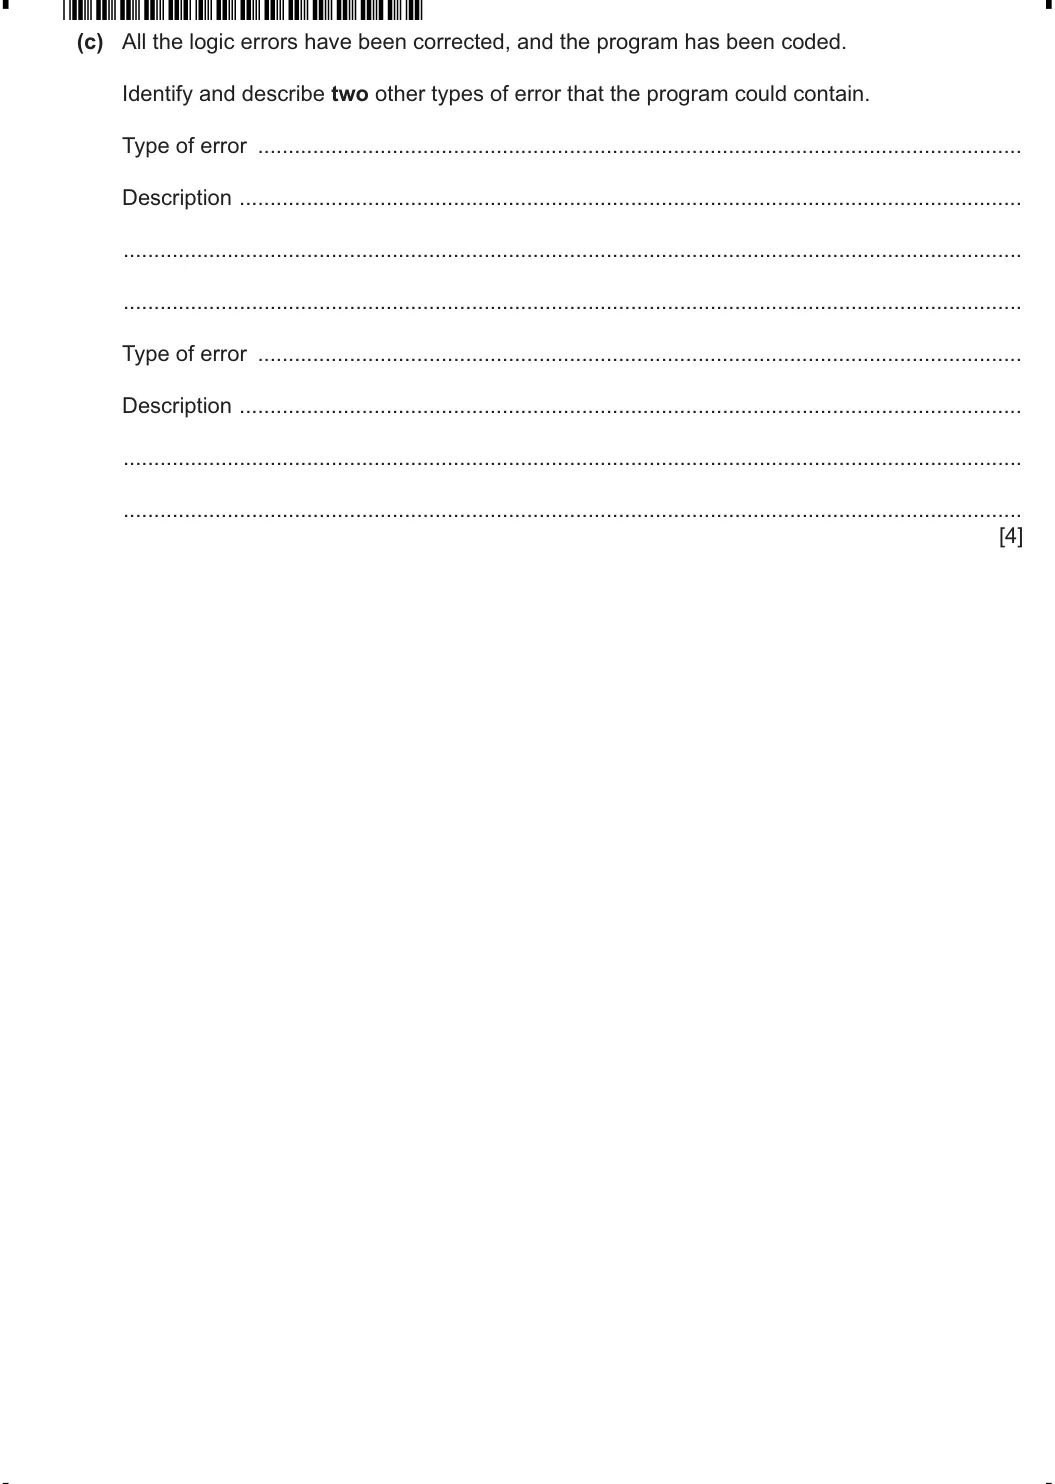 (c) All the logic errors have been corrected, and the program has been coded.
Identify and describe two other types of error that the program could contain.
Type of error ..............................................................................................................................
Description .................................................................................................................................
....................................................................................................................................................
....................................................................................................................................................
Type of error ..............................................................................................................................
Description .................................................................................................................................
....................................................................................................................................................
....................................................................................................................................................
[4]